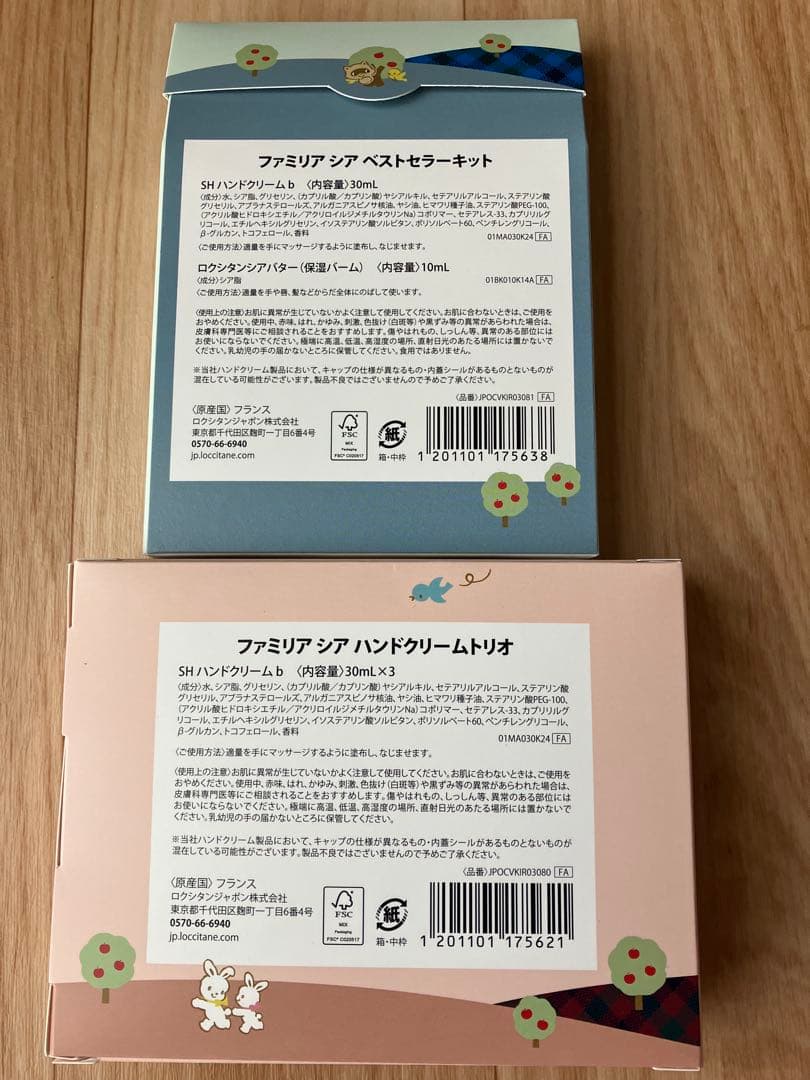 ファミリア シア ベストセラーキット
SH ハンドクリーム b 〈内容量〉30mL
〈成分〉水、シア脂、グリセリン、(カプリル酸/カプリン酸)ヤシアルキル、セテアリルアルコール、ステアリン酸
グリセリル、アブラナステロールズ、アルガニアスピノサ核油、ヤシ油、ヒマワリ種子油、ステアリン酸PEG-100、
(アクリル酸ヒドロキシエチル/アクリロイルジメチルタウリンNa)コポリマー、セテアレス-33、カプリリルグ
リコール、エチルヘキシルグリセリン、イソステアリン酸ソルビタン、ポリソルベート60、ペンチレングリコール、
β-グルカン、トコフェロール、香料
01MA030K24 FA
〈ご使用方法〉適量を手にマッサージするように塗布し、なじませます。
ロクシタンシアバター(保湿バーム) 〈内容量〉10mL
〈成分〉シア脂
01BK010K14A FA
〈ご使用方法〉適量を手や唇、髪などからだ全体にのばして使います。
〈使用上の注意〉お肌に異常が生じていないかよく注意して使用してください。お肌に合わないときは、ご使用を
おやめください。使用中、赤味、はれ、かゆみ、刺激、色抜け(白斑等)や黒ずみ等の異常があらわれた場合は、
皮膚科専門医等にご相談されることをおすすめします。傷やはれもの、しっしん等、異常のある部位には
お使いにならないでください。極端に高温、低温、高湿度の場所、直射日光のあたる場所には置かないでく
ださい。乳幼児の手の届かないところに保管してください。食用ではありません。
※当社ハンドクリーム製品において、キャップの仕様が異なるもの・内蓋シールがあるものとないものが
混在している可能性がございます。製品不良ではございませんので予めご了承ください。
〈品番〉JPOCVKIR03081 FA
〈原産国〉フランス
ロクシタンジャポン株式会社
東京都千代田区麹町一丁目6番4号
0570-66-6940
jp.loccitane.com
FSC
MIX
Packaging
FSC® C020517
紙
箱・中枠
1 201101 175638
ファミリア シア ハンドクリームトリオ
SH ハンドクリーム b 〈内容量〉30mL×3
〈成分〉水、シア脂、グリセリン、(カプリル酸/カプリン酸)ヤシアルキル、セテアリルアルコール、ステアリン酸
グリセリル、アブラナステロールズ、アルガニアスピノサ核油、ヤシ油、ヒマワリ種子油、ステアリン酸PEG-100、
(アクリル酸ヒドロキシエチル/アクリロイルジメチルタウリンNa)コポリマー、セテアレス-33、カプリリルグ
リコール、エチルヘキシルグリセリン、イソステアリン酸ソルビタン、ポリソルベート60、ペンチレングリコール、
β-グルカン、トコフェロール、香料
01MA030K24 FA
〈ご使用方法〉適量を手にマッサージするように塗布し、なじませます。
〈使用上の注意〉お肌に異常が生じていないかよく注意して使用してください。お肌に合わないときは、ご使用を
おやめください。使用中、赤味、はれ、かゆみ、刺激、色抜け(白斑等)や黒ずみ等の異常があらわれた場合は、
皮膚科専門医等にご相談されることをおすすめします。傷やはれもの、しっしん等、異常のある部位には
お使いにならないでください。極端に高温、低温、高湿度の場所、直射日光のあたる場所には置かないでく
ださい。乳幼児の手の届かないところに保管してください。
※当社ハンドクリーム製品において、キャップの仕様が異なるもの・内蓋シールがあるものとないものが
混在している可能性がございます。製品不良ではございませんので予めご了承ください。
〈品番〉JPOCVKIR03080 FA
〈原産国〉フランス
ロクシタンジャポン株式会社
東京都千代田区麹町一丁目6番4号
0570-66-6940
jp.loccitane.com
FSC
MIX
Packaging
FSC® C020517
紙
箱・中枠
1 201101 175621